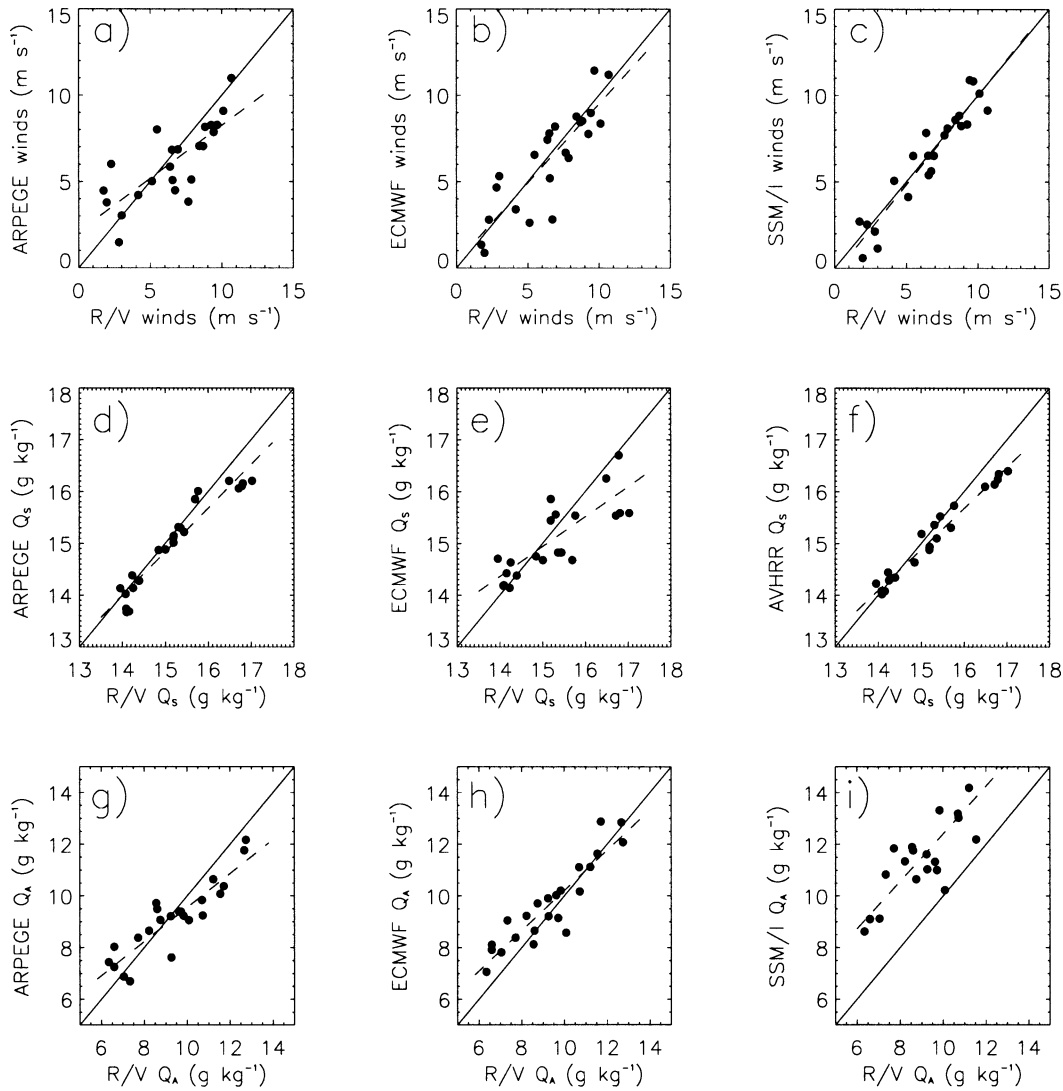 a)
ARPEGE winds (m s⁻¹)
15
10
5
0
0 5 10 15
R/V winds (m s⁻¹)
b)
ECMWF winds (m s⁻¹)
15
10
5
0
0 5 10 15
R/V winds (m s⁻¹)
c)
SSM/I winds (m s⁻¹)
15
10
5
0
0 5 10 15
R/V winds (m s⁻¹)
d)
ARPEGE Qₛ (g kg⁻¹)
18
17
16
15
14
13
13 14 15 16 17 18
R/V Qₛ (g kg⁻¹)
e)
ECMWF Qₛ (g kg⁻¹)
18
17
16
15
14
13
13 14 15 16 17 18
R/V Qₛ (g kg⁻¹)
f)
AVHRR Qₛ (g kg⁻¹)
18
17
16
15
14
13
13 14 15 16 17 18
R/V Qₛ (g kg⁻¹)
g)
ARPEGE Q_A (g kg⁻¹)
14
12
10
8
6
6 8 10 12 14
R/V Q_A (g kg⁻¹)
h)
ECMWF Q_A (g kg⁻¹)
14
12
10
8
6
6 8 10 12 14
R/V Q_A (g kg⁻¹)
i)
SSM/I Q_A (g kg⁻¹)
14
12
10
8
6
6 8 10 12 14
R/V Q_A (g kg⁻¹)